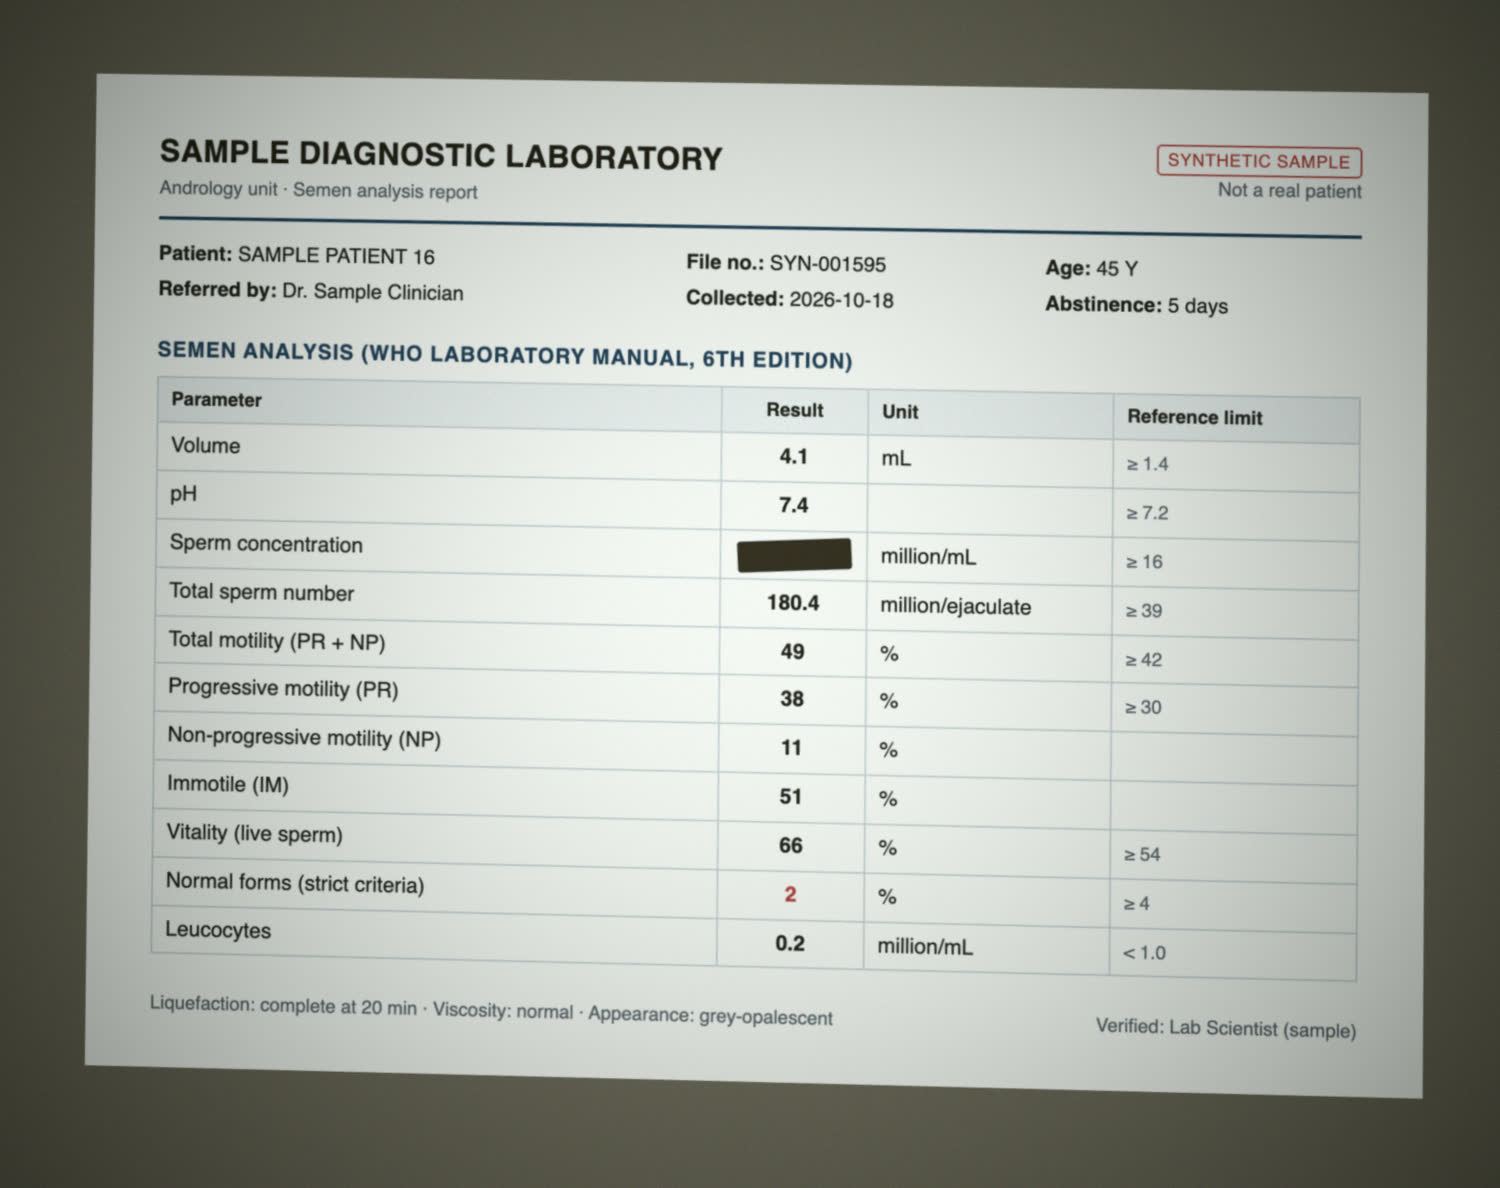 SAMPLE DIAGNOSTIC LABORATORY
SYNTHETIC SAMPLE
Andrology unit · Semen analysis report
Not a real patient
Patient: SAMPLE PATIENT 16 File no.: SYN-001595 Age: 45 Y
Referred by: Dr. Sample Clinician Collected: 2026-10-18 Abstinence: 5 days
SEMEN ANALYSIS (WHO LABORATORY MANUAL, 6TH EDITION)
Parameter Result Unit Reference limit
Volume 4.1 mL ≥ 1.4
pH 7.4 ≥ 7.2
Sperm concentration million/mL ≥ 16
Total sperm number 180.4 million/ejaculate ≥ 39
Total motility (PR + NP) 49 % ≥ 42
Progressive motility (PR) 38 % ≥ 30
Non-progressive motility (NP) 11 %
Immotile (IM) 51 %
Vitality (live sperm) 66 % ≥ 54
Normal forms (strict criteria) 2 % ≥ 4
Leucocytes 0.2 million/mL < 1.0
Liquefaction: complete at 20 min · Viscosity: normal · Appearance: grey-opalescent
Verified: Lab Scientist (sample)